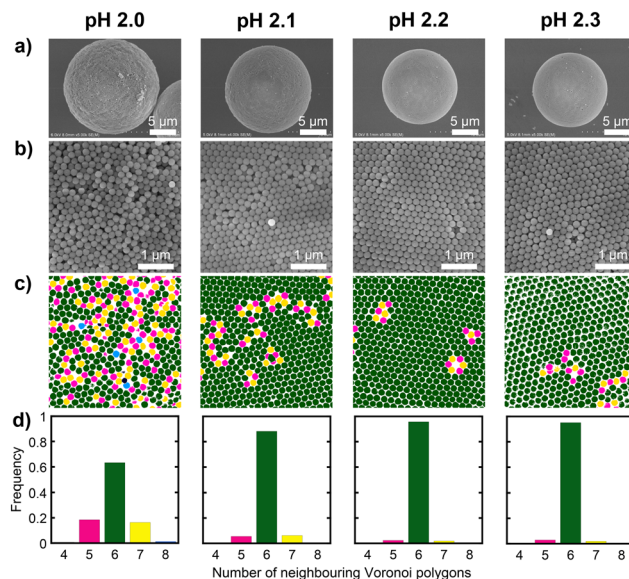 pH 2.0 pH 2.1 pH 2.2 pH 2.3
a)
5 µm 5 µm 5 µm 5 µm
b)
1 µm 1 µm 1 µm 1 µm
c)
d)
Frequency
1
0.8
0.6
0.4
0.2
0
4 5 6 7 8 4 5 6 7 8 4 5 6 7 8 4 5 6 7 8
Number of neighbouring Voronoi polygons